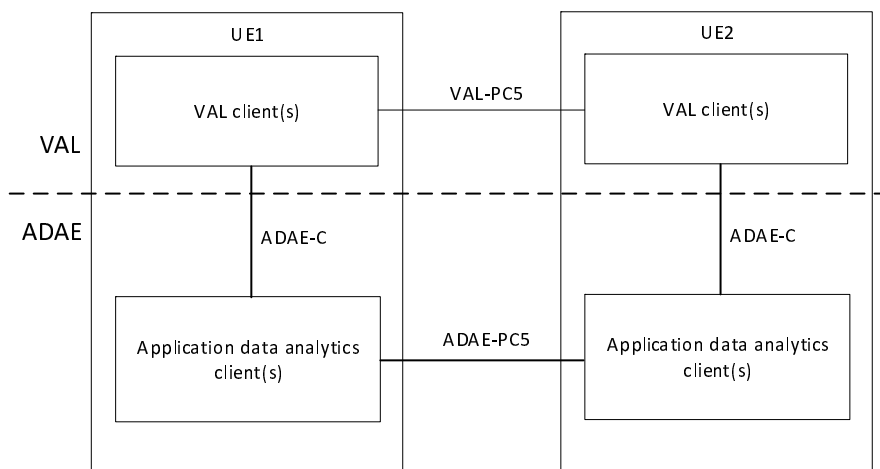 UE1
UE2
VAL client(s)
VAL-PC5
VAL client(s)
VAL
ADAE
ADAE-C
ADAE-C
Application data analytics
client(s)
ADAE-PC5
Application data analytics
client(s)